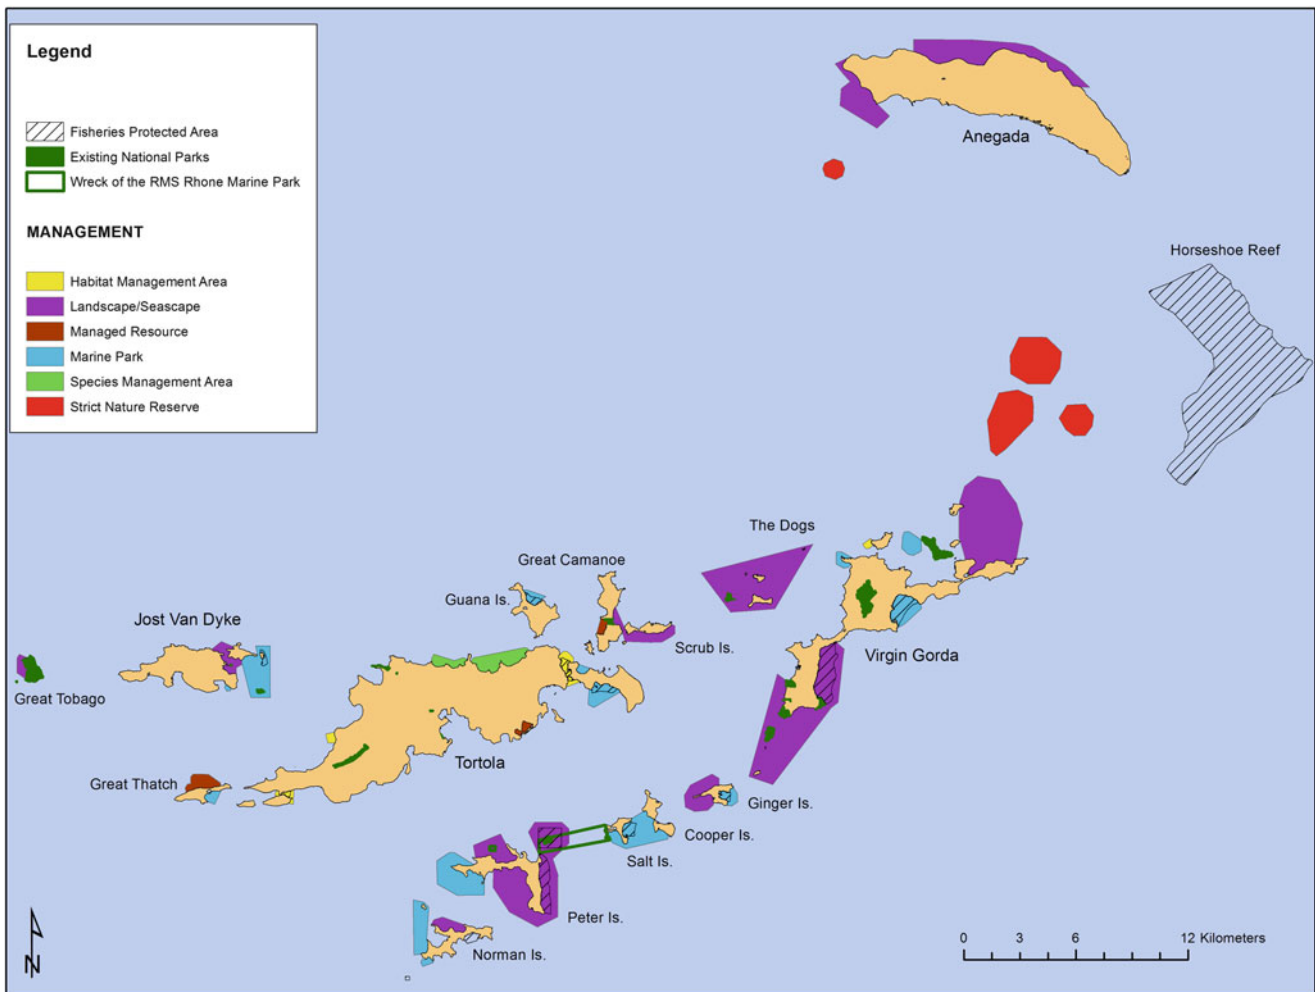 Legend
Fisheries Protected Area
Existing National Parks
Wreck of the RMS Rhone Marine Park
MANAGEMENT
Habitat Management Area
Landscape/Seascape
Managed Resource
Marine Park
Species Management Area
Strict Nature Reserve
Anegada
Horseshoe Reef
The Dogs
Great Camanoe
Guana Is.
Jost Van Dyke
Scrub Is.
Virgin Gorda
Great Tobago
Tortola
Great Thatch
Ginger Is.
Cooper Is.
Salt Is.
Peter Is.
Norman Is.
N
0 3 6 12 Kilometers